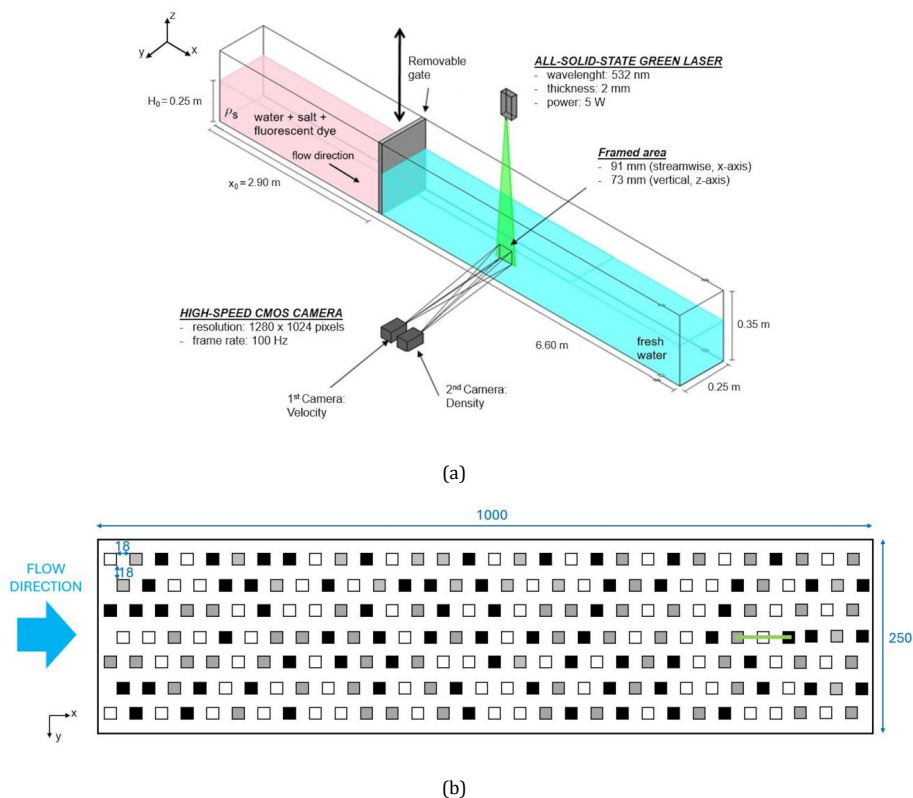 z
y
x
Removable
gate
ALL-SOLID-STATE GREEN LASER
- wavelenght: 532 nm
- thickness: 2 mm
- power: 5 W
H0 = 0.25 m
ρs
water + salt +
fluorescent dye
flow direction
x0 = 2.90 m
Framed area
- 91 mm (streamwise, x-axis)
- 73 mm (vertical, z-axis)
HIGH-SPEED CMOS CAMERA
- resolution: 1280 x 1024 pixels
- frame rate: 100 Hz
6.60 m
fresh
water
0.35 m
0.25 m
1st Camera:
Velocity
2nd Camera:
Density
(a)
1000
18
18
FLOW
DIRECTION
250
x
y
(b)